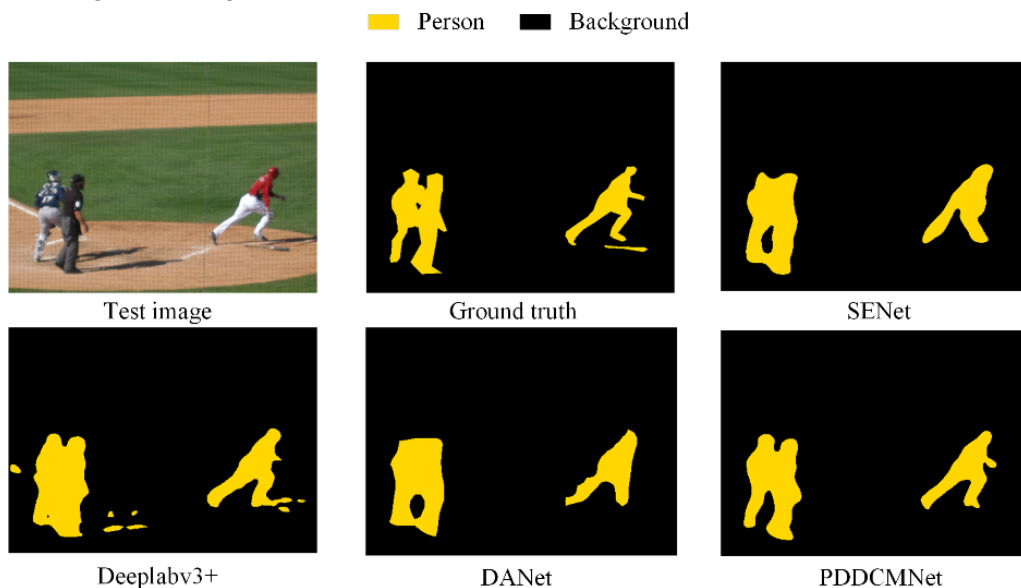 Person Background
Test image
Ground truth
SENet
Deeplabv3+
DANet
PDDCMNet